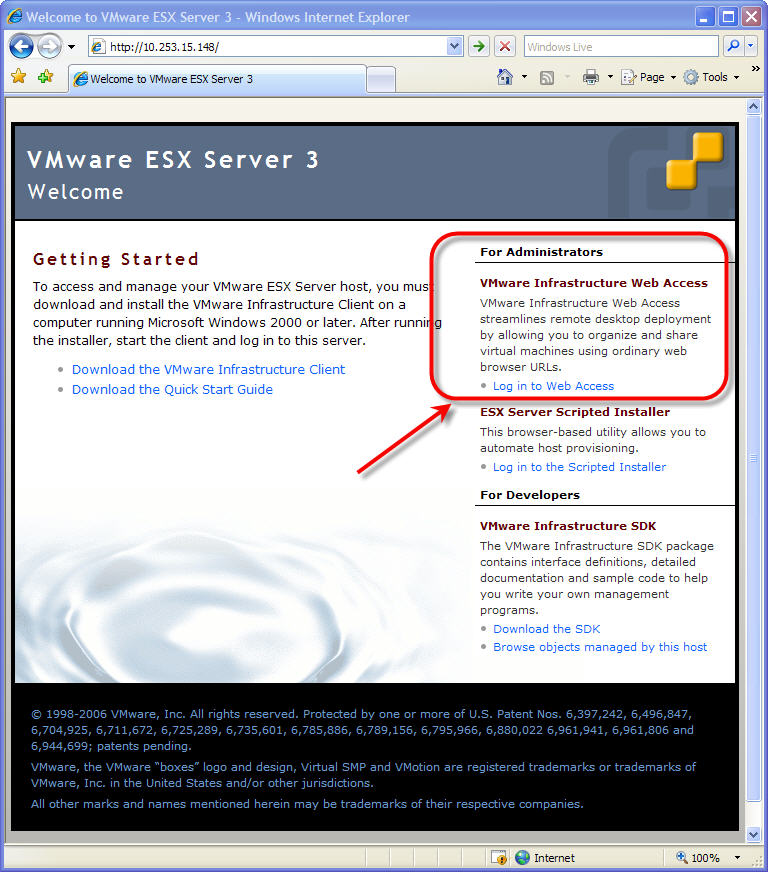 Welcome to VMware ESX Server 3 - Windows Internet Explorer
http://10.253.15.148/
Windows Live
Welcome to VMware ESX Server 3
Page
Tools
VMware ESX Server 3
Welcome
Getting Started
To access and manage your VMware ESX Server host, you must
download and install the VMware Infrastructure Client on a
computer running Microsoft Windows 2000 or later. After running
the installer, start the client and log in to this server.
Download the VMware Infrastructure Client
Download the Quick Start Guide
For Administrators
VMware Infrastructure Web Access
VMware Infrastructure Web Access
streamlines remote desktop deployment
by allowing you to organize and share
virtual machines using ordinary web
browser URLs.
Log in to Web Access
ESX Server Scripted Installer
This browser-based utility allows you to
automate host provisioning.
Log in to the Scripted Installer
For Developers
VMware Infrastructure SDK
The VMware Infrastructure SDK package
contains interface definitions, detailed
documentation and sample code to help
you write your own management
programs.
Download the SDK
Browse objects managed by this host
© 1998-2006 VMware, Inc. All rights reserved. Protected by one or more of U.S. Patent Nos. 6,397,242, 6,496,847,
6,704,925, 6,711,672, 6,725,289, 6,735,601, 6,785,886, 6,789,156, 6,795,966, 6,880,022 6,961,941, 6,961,806 and
6,944,699; patents pending.
VMware, the VMware “boxes” logo and design, Virtual SMP and VMotion are registered trademarks or trademarks of
VMware, Inc. in the United States and/or other jurisdictions.
All other marks and names mentioned herein may be trademarks of their respective companies.
Internet
100%